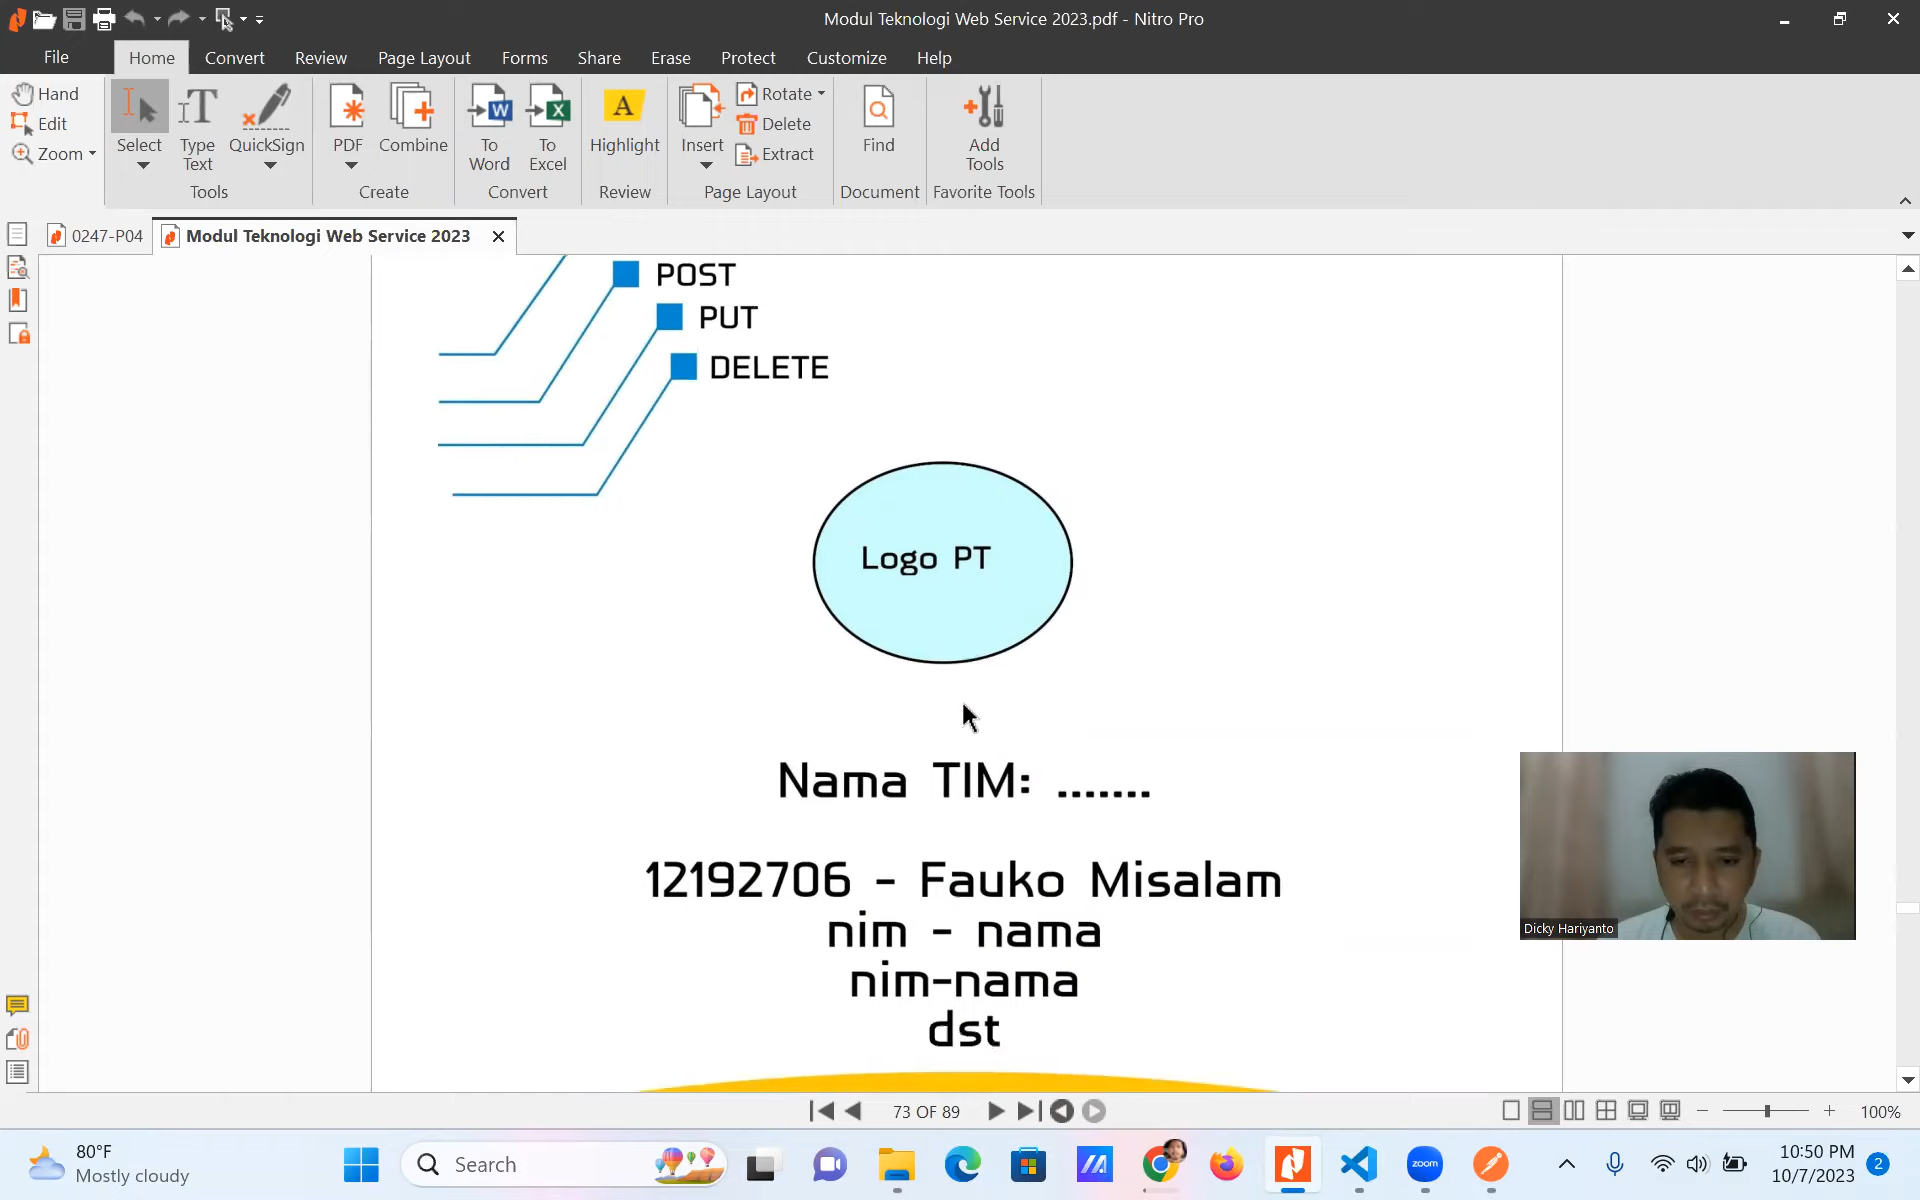 Modul Teknologi Web Service 2023.pdf - Nitro Pro
File Home Convert Review Page Layout Forms Share Erase Protect Customize Help
Hand
Edit
Zoom
Select
Type Text
QuickSign
Tools
PDF
Combine
Create
To Word
To Excel
Convert
Highlight
Review
Insert
Rotate
Delete
Extract
Page Layout
Find
Document
Add Tools
Favorite Tools
0247-P04
Modul Teknologi Web Service 2023
POST
PUT
DELETE
Logo PT
Nama TIM: .......
12192706 - Fauko Misalam
nim - nama
nim-nama
dst
Dicky Hariyanto
73 OF 89
100%
80°F
Mostly cloudy
Search
zoom
10:50 PM
10/7/2023
2